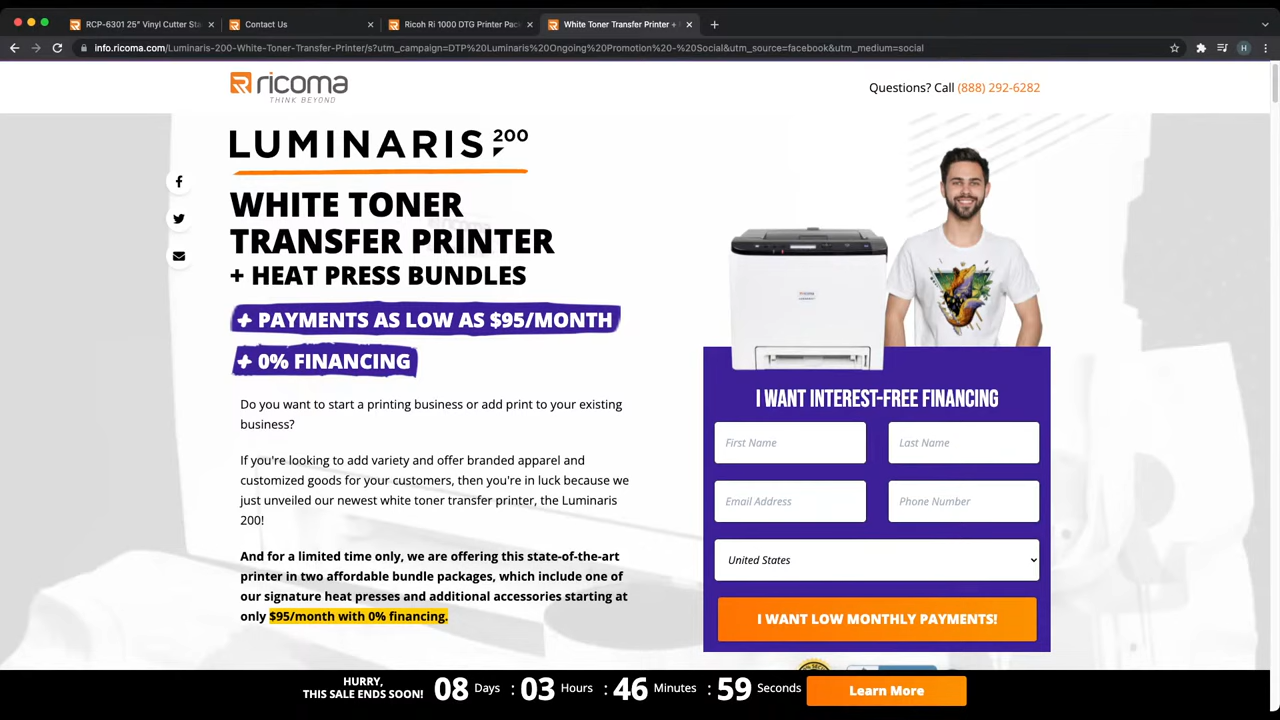 RCP-6301 25" Vinyl Cutter Sta
Contact Us
Ricoh Ri 1000 DTG Printer Pac
White Toner Transfer Printer +
info.ricoma.com/Luminaris-200-White-Toner-Transfer-Printer/s?utm_campaign=DTP%20Luminaris%20Ongoing%20Promotion%20-%20Social&utm_source=facebook&utm_medium=social
H
ricoma
THINK BEYOND
Questions? Call (888) 292-6282
LUMINARIS 200
WHITE TONER
TRANSFER PRINTER
+ HEAT PRESS BUNDLES
+ PAYMENTS AS LOW AS $95/MONTH
+ 0% FINANCING
Do you want to start a printing business or add print to your existing
business?
If you're looking to add variety and offer branded apparel and
customized goods for your customers, then you're in luck because we
just unveiled our newest white toner transfer printer, the Luminaris
200!
And for a limited time only, we are offering this state-of-the-art
printer in two affordable bundle packages, which include one of
our signature heat presses and additional accessories starting at
only $95/month with 0% financing.
I WANT INTEREST-FREE FINANCING
First Name
Last Name
Email Address
Phone Number
United States
I WANT LOW MONTHLY PAYMENTS!
HURRY,
THIS SALE ENDS SOON!
08 Days : 03 Hours : 46 Minutes : 59 Seconds
Learn More